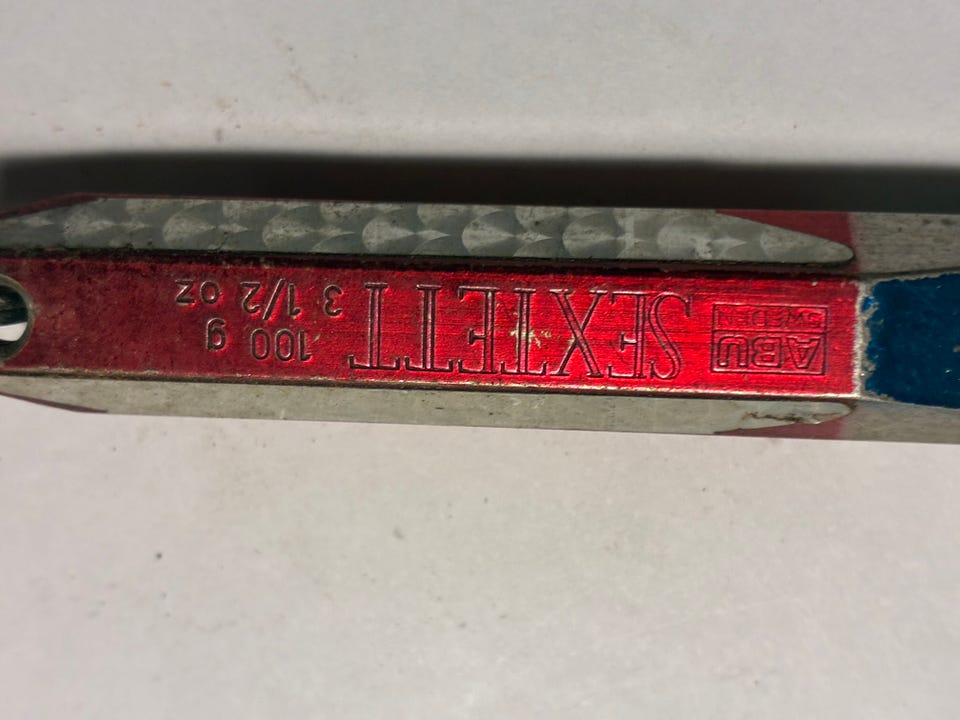 ABU
SWEDEN
SEXTETT
100 g
3 1/2 oz